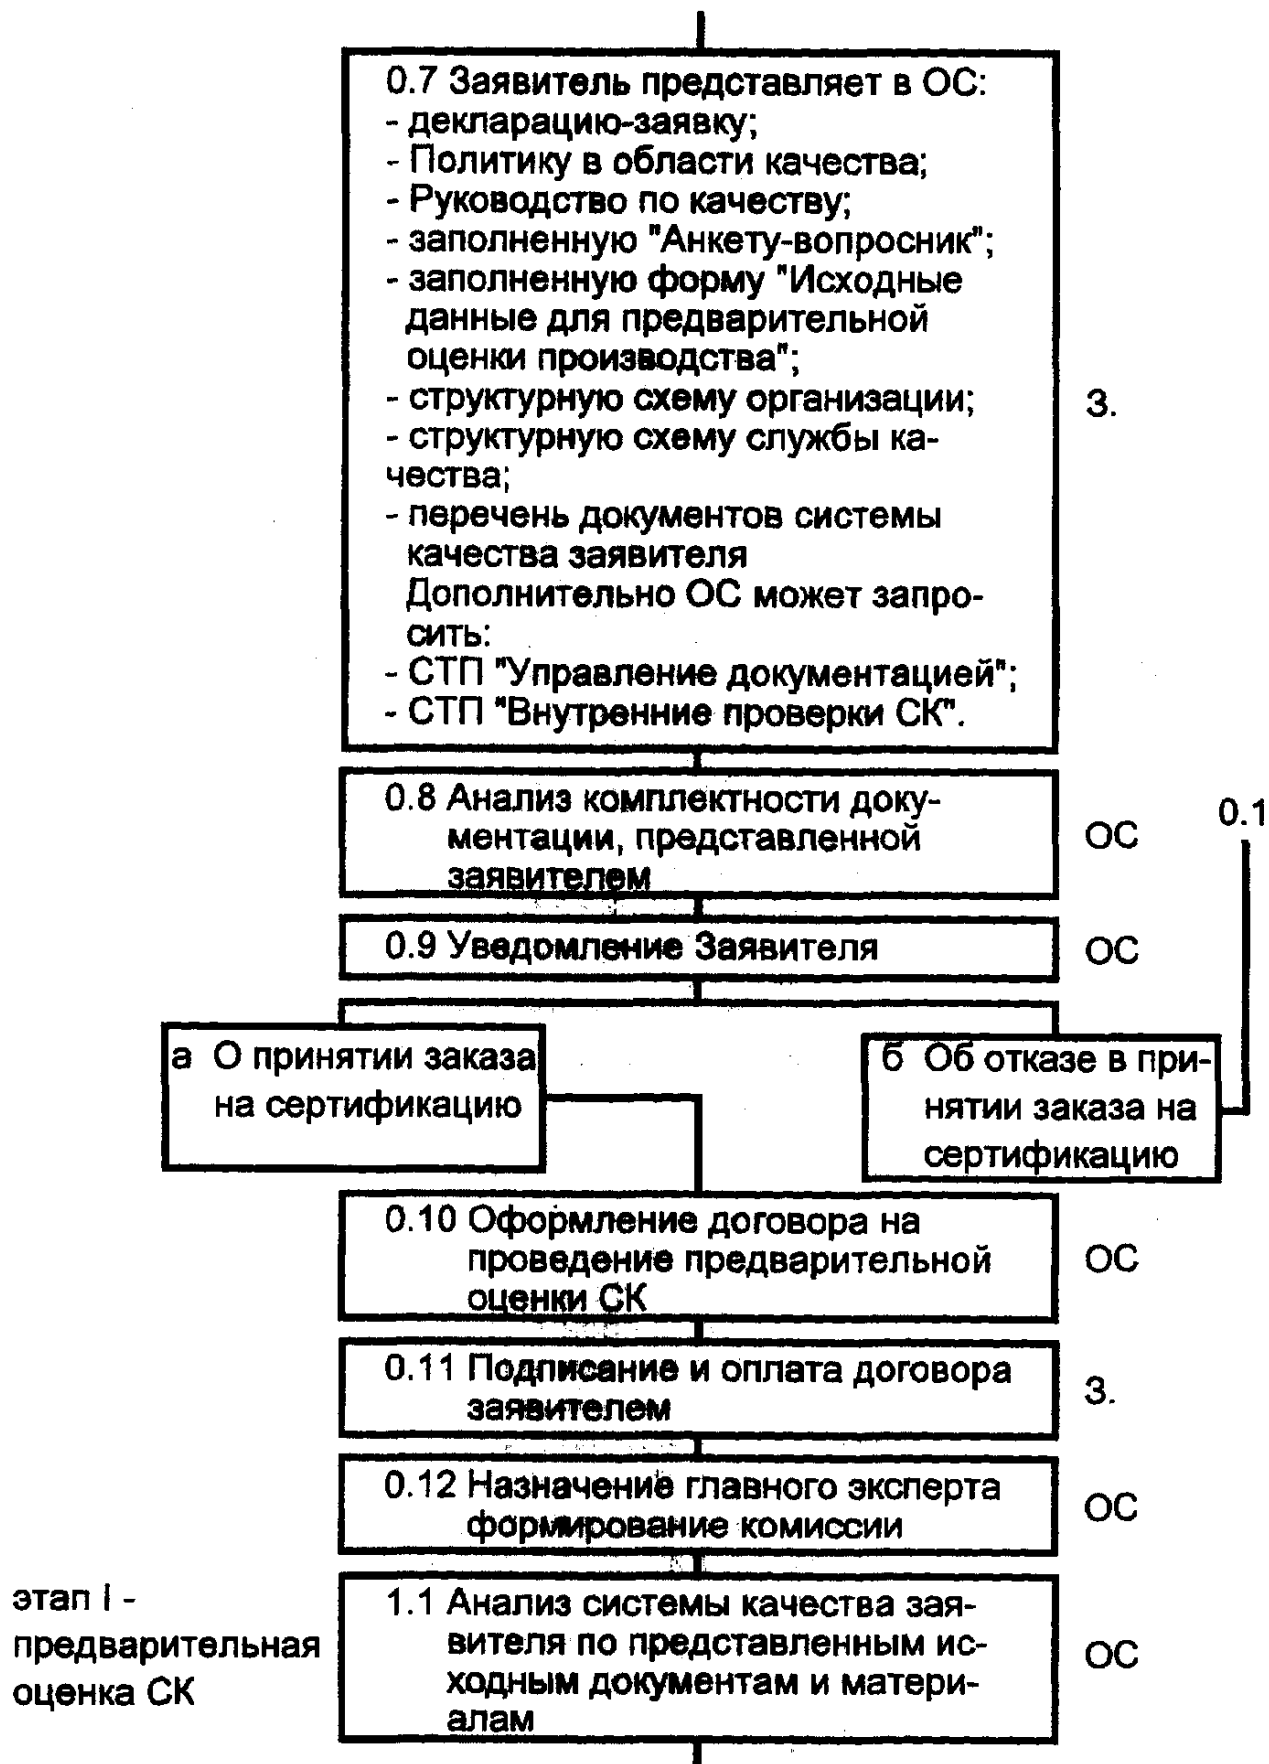 0.7 Заявитель представляет в ОС:
- декларацию-заявку;
- Политику в области качества;
- Руководство по качеству;
- заполненную "Анкету-вопросник";
- заполненную форму "Исходные
данные для предварительной
оценки производства";
- структурную схему организации;
- структурную схему службы ка-
чества;
- перечень документов системы
качества заявителя
Дополнительно ОС может запро-
сить:
- СТП "Управление документацией";
- СТП "Внутренние проверки СК".
З.
0.8 Анализ комплектности доку-
ментации, представленной
заявителем
ОС
0.1
0.9 Уведомление Заявителя
ОС
а О принятии заказа
на сертификацию
б Об отказе в при-
нятии заказа на
сертификацию
0.10 Оформление договора на
проведение предварительной
оценки СК
ОС
0.11 Подписание и оплата договора
заявителем
З.
0.12 Назначение главного эксперта
формирование комиссии
ОС
этап I -
предварительная
оценка СК
1.1 Анализ системы качества зая-
вителя по представленным ис-
ходным документам и матери-
алам
ОС